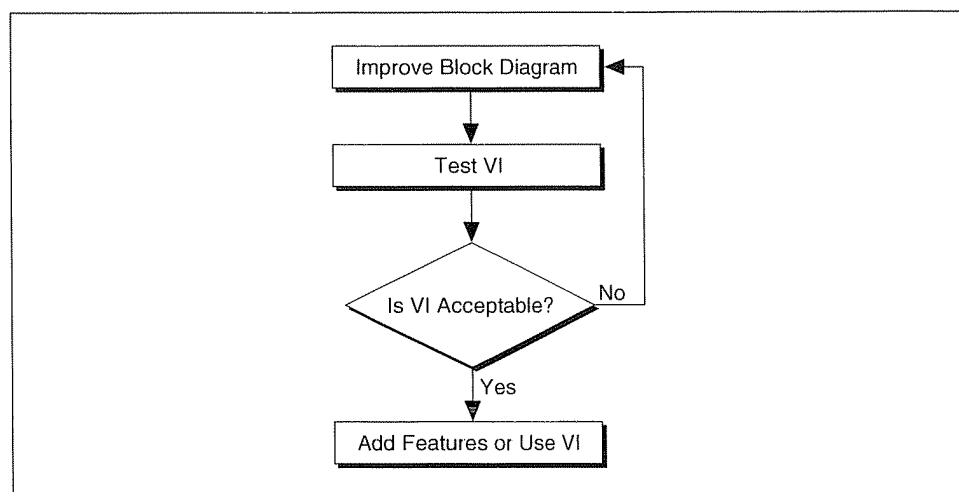 Improve Block Diagram
Test VI
Is VI Acceptable?
No
Yes
Add Features or Use VI